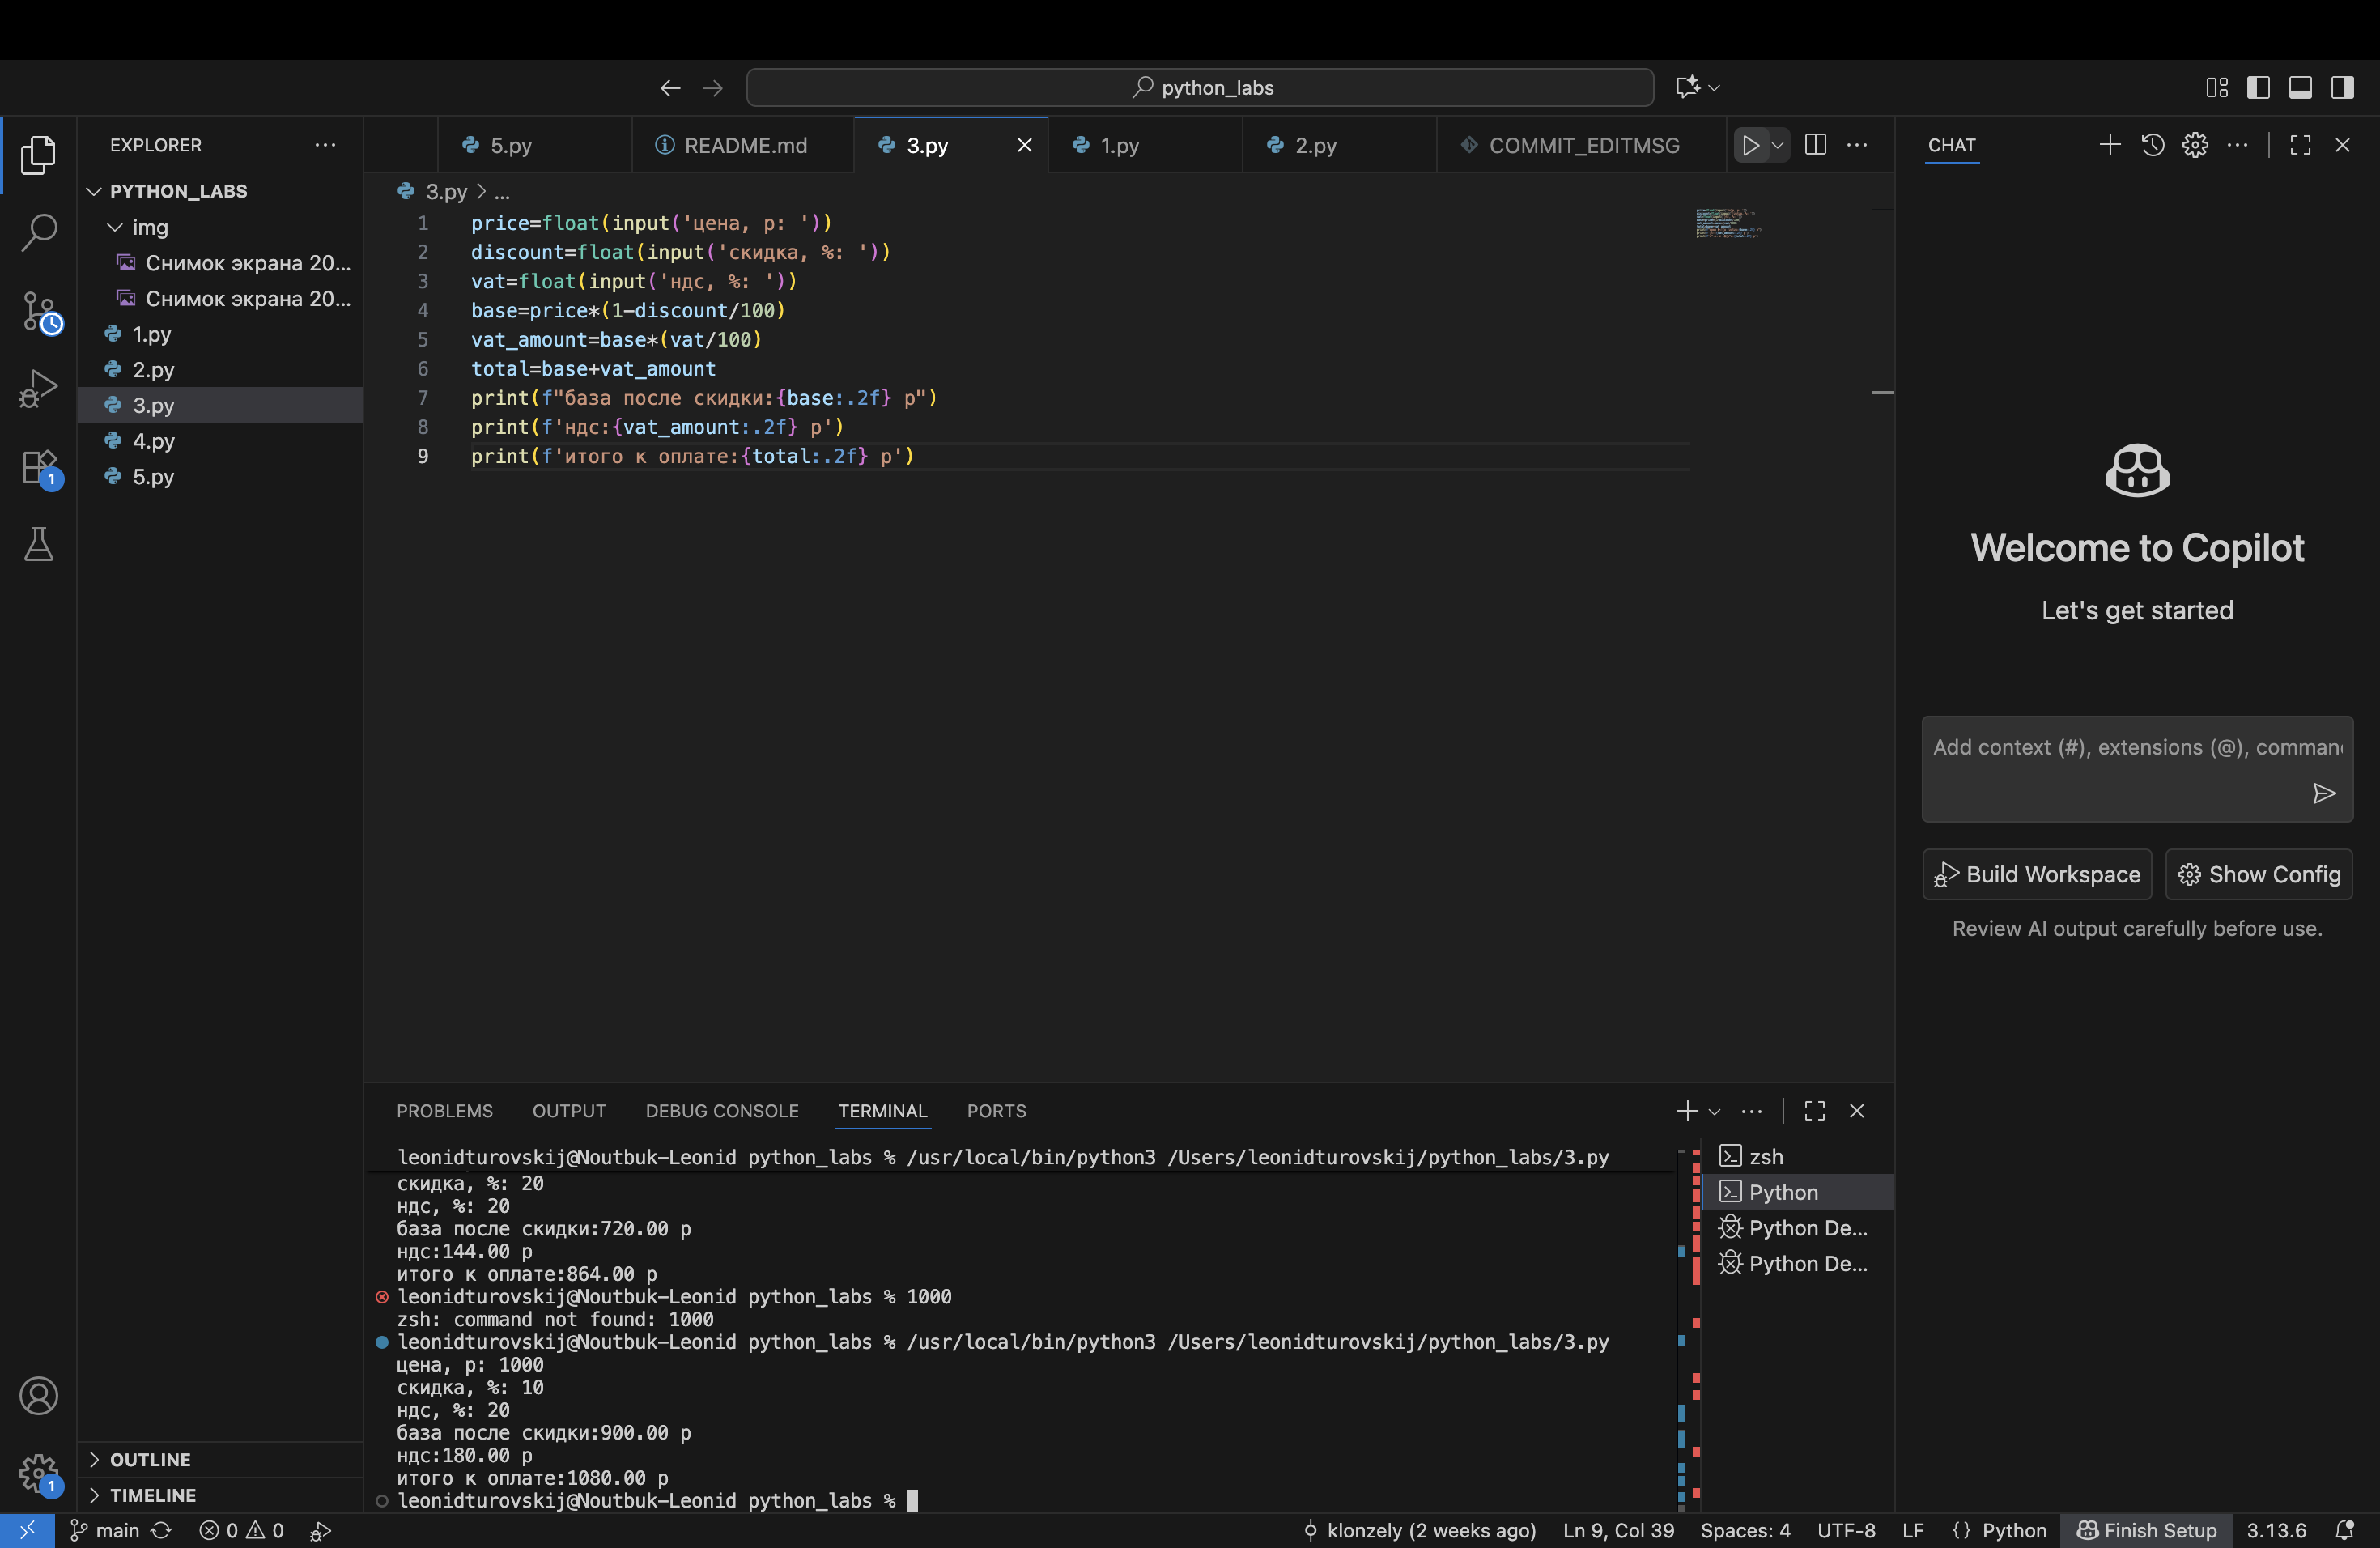 python_labs
EXPLORER
PYTHON_LABS
img
Снимок экрана 20...
Снимок экрана 20...
1.py
2.py
3.py
4.py
5.py
1
OUTLINE
TIMELINE
1
5.py
README.md
3.py
1.py
2.py
COMMIT_EDITMSG
3.py > ...
1 price=float(input('цена, р: '))
2 discount=float(input('скидка, %: '))
3 vat=float(input('ндс, %: '))
4 base=price*(1-discount/100)
5 vat_amount=base*(vat/100)
6 total=base+vat_amount
7 print(f"база после скидки:{base:.2f} р")
8 print(f'ндс:{vat_amount:.2f} р')
9 print(f'итого к оплате:{total:.2f} р')
PROBLEMS OUTPUT DEBUG CONSOLE TERMINAL PORTS
leonidturovskij@Noutbuk-Leonid python_labs % /usr/local/bin/python3 /Users/leonidturovskij/python_labs/3.py
скидка, %: 20
ндс, %: 20
база после скидки:720.00 р
ндс:144.00 р
итого к оплате:864.00 р
leonidturovskij@Noutbuk-Leonid python_labs % 1000
zsh: command not found: 1000
leonidturovskij@Noutbuk-Leonid python_labs % /usr/local/bin/python3 /Users/leonidturovskij/python_labs/3.py
цена, р: 1000
скидка, %: 10
ндс, %: 20
база после скидки:900.00 р
ндс:180.00 р
итого к оплате:1080.00 р
leonidturovskij@Noutbuk-Leonid python_labs %
zsh
Python
Python De...
Python De...
CHAT
Welcome to Copilot
Let's get started
Add context (#), extensions (@), comman
Build Workspace
Show Config
Review AI output carefully before use.
main 0 0 klonzely (2 weeks ago) Ln 9, Col 39 Spaces: 4 UTF-8 LF {} Python Finish Setup 3.13.6